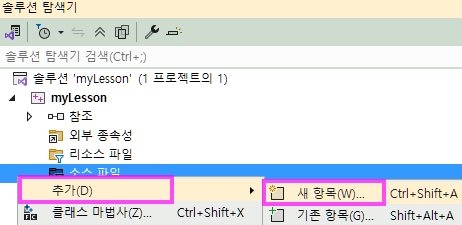 솔루션 탐색기
솔루션 탐색기 검색(Ctrl+;)
솔루션 'myLesson' (1 프로젝트의 1)
myLesson
참조
외부 종속성
리소스 파일
소스 파일
추가(D)
새 항목(W)... Ctrl+Shift+A
클래스 마법사(Z)... Ctrl+Shift+X
기존 항목(G)... Shift+Alt+A